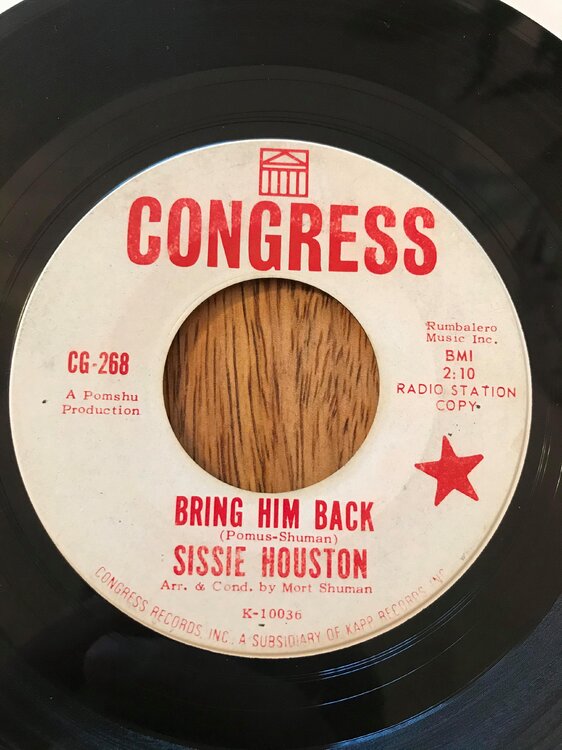 CONGRESS
CG-268
A Pomshu
Production
Rumbalero
Music Inc.
BMI
2:10
RADIO STATION
COPY
BRING HIM BACK
(Pomus-Shuman)
SISSIE HOUSTON
Arr. & Cond. by Mort Shuman
K-10036
CONGRESS RECORDS, INC., A SUBSIDIARY OF KAPP RECORDS, INC.